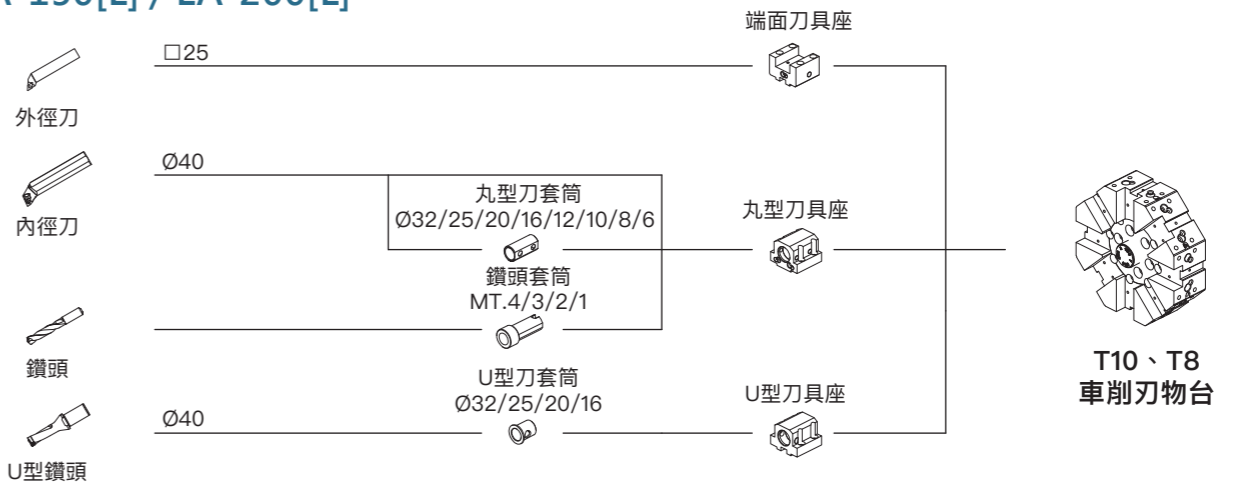 端面刀具座
□25
外徑刀
Ø40
丸型刀套筒
Ø32/25/20/16/12/10/8/6
丸型刀具座
內徑刀
鑽頭套筒
MT.4/3/2/1
鑽頭
T10、T8
車削刃物台
U型刀套筒
Ø32/25/20/16
U型刀具座
Ø40
U型鑽頭